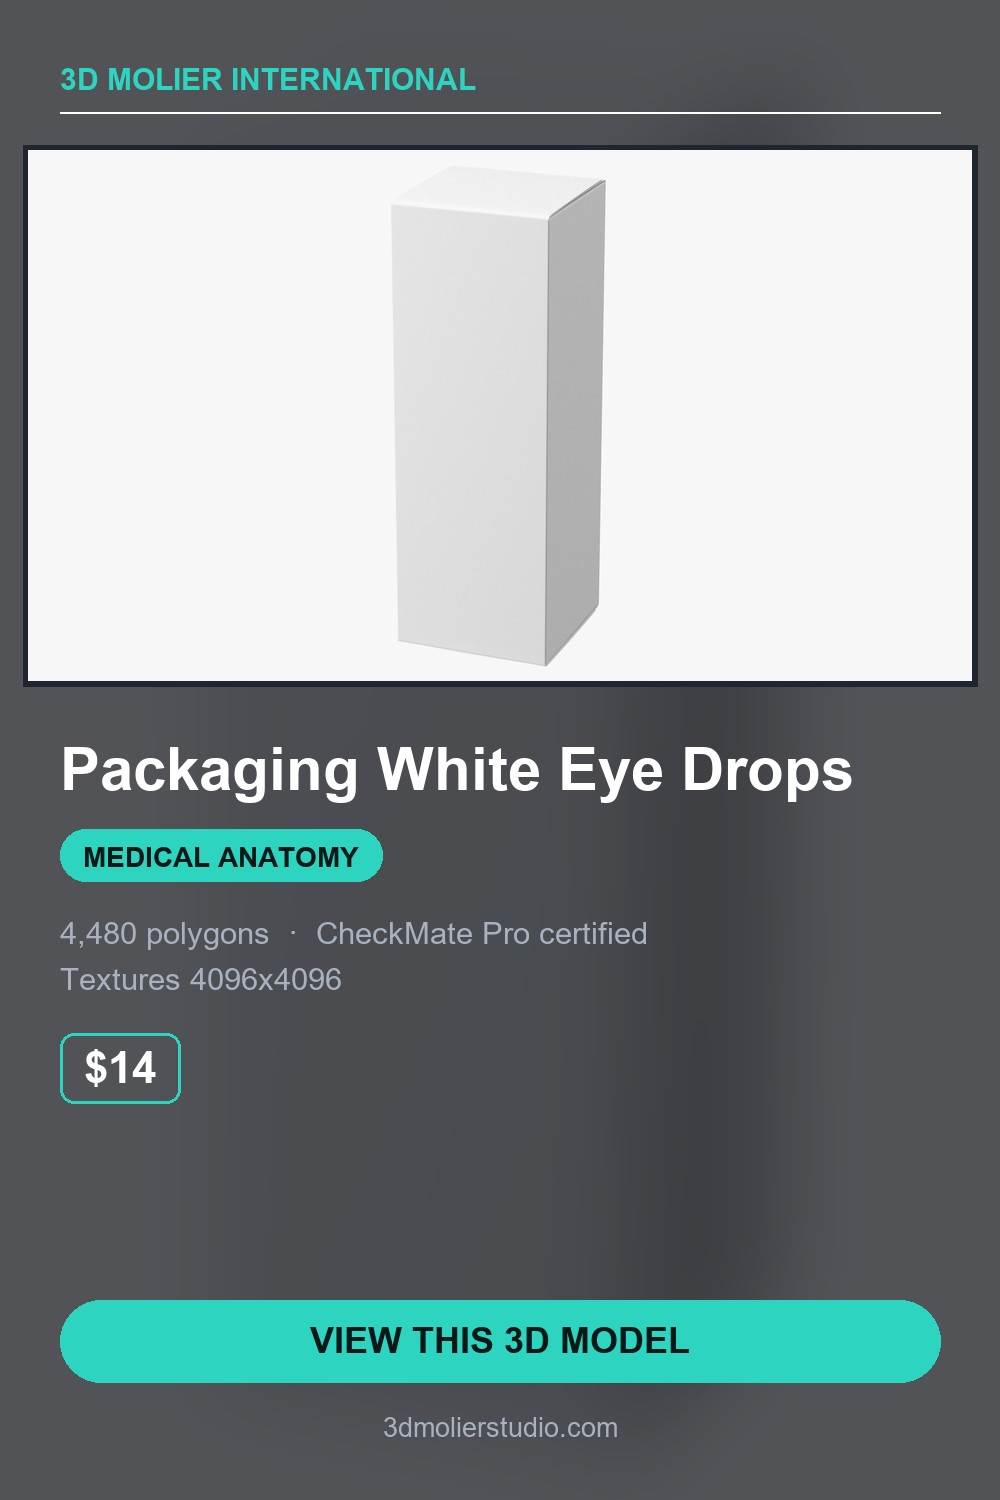 3D MOLIER INTERNATIONAL
Packaging White Eye Drops
MEDICAL ANATOMY
4,480 polygons · CheckMate Pro certified
Textures 4096x4096
$14
VIEW THIS 3D MODEL
3dmolierstudio.com